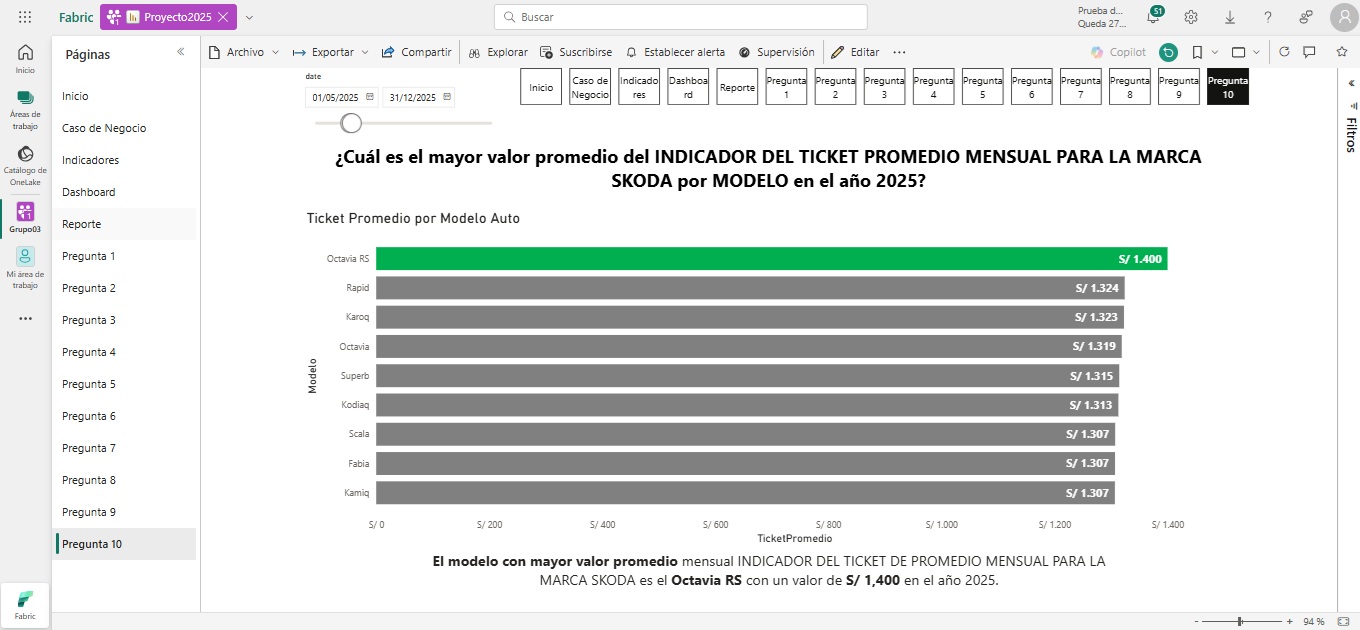 Fabric
Proyecto2025
Buscar
Prueba d...
Queda 27...
51
Inicio
Áreas de
trabajo
Catálogo de
OneLake
Grupo03
Mi área de
trabajo
Fabric
Páginas
Inicio
Caso de Negocio
Indicadores
Dashboard
Reporte
Pregunta 1
Pregunta 2
Pregunta 3
Pregunta 4
Pregunta 5
Pregunta 6
Pregunta 7
Pregunta 8
Pregunta 9
Pregunta 10
Archivo
Exportar
Compartir
Explorar
Suscribirse
Establecer alerta
Supervisión
Editar
Copilot
date
01/05/2025
31/12/2025
Inicio
Caso de
Negocio
Indicado
res
Dashboa
rd
Reporte
Pregunta
1
Pregunta
2
Pregunta
3
Pregunta
4
Pregunta
5
Pregunta
6
Pregunta
7
Pregunta
8
Pregunta
9
Pregunta
10
Filtros
¿Cuál es el mayor valor promedio del INDICADOR DEL TICKET PROMEDIO MENSUAL PARA LA MARCA
SKODA por MODELO en el año 2025?
Ticket Promedio por Modelo Auto
Modelo
Octavia RS S/ 1.400
Rapid S/ 1.324
Karoq S/ 1.323
Octavia S/ 1.319
Superb S/ 1.315
Kodiaq S/ 1.313
Scala S/ 1.307
Fabia S/ 1.307
Kamiq S/ 1.307
S/ 0 S/ 200 S/ 400 S/ 600 S/ 800 S/ 1.000 S/ 1.200 S/ 1.400
TicketPromedio
El modelo con mayor valor promedio mensual INDICADOR DEL TICKET DE PROMEDIO MENSUAL PARA LA
MARCA SKODA es el Octavia RS con un valor de S/ 1,400 en el año 2025.
- + 94 %